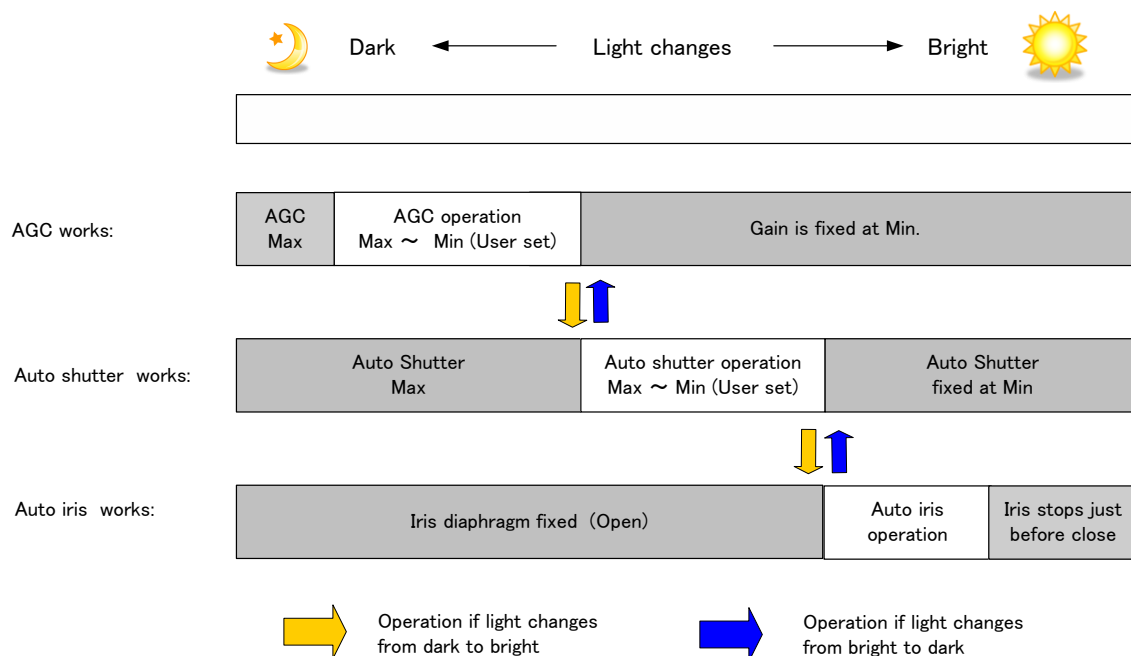 Dark
Light changes
Bright
AGC works:
AGC
Max
AGC operation
Max ～ Min (User set)
Gain is fixed at Min.
Auto shutter works:
Auto Shutter
Max
Auto shutter operation
Max ～ Min (User set)
Auto Shutter
fixed at Min
Auto iris works:
Iris diaphragm fixed (Open)
Auto iris
operation
Iris stops just
before close
Operation if light changes
from dark to bright
Operation if light changes
from bright to dark